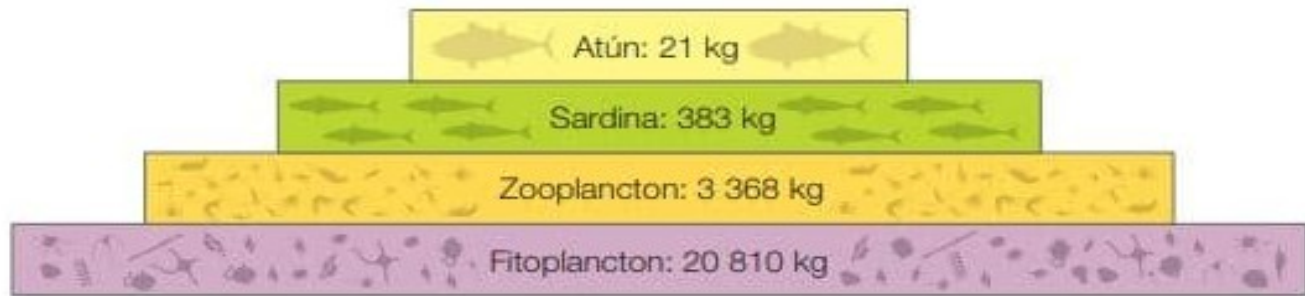 Atún: 21 kg
Sardina: 383 kg
Zooplancton: 3 368 kg
Fitoplancton: 20 810 kg